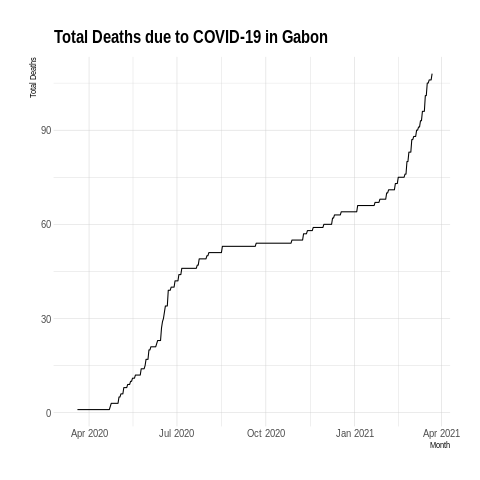 Total Deaths due to COVID-19 in Gabon
Total Deaths
90
60
30
0
Apr 2020 Jul 2020 Oct 2020 Jan 2021 Apr 2021
Month